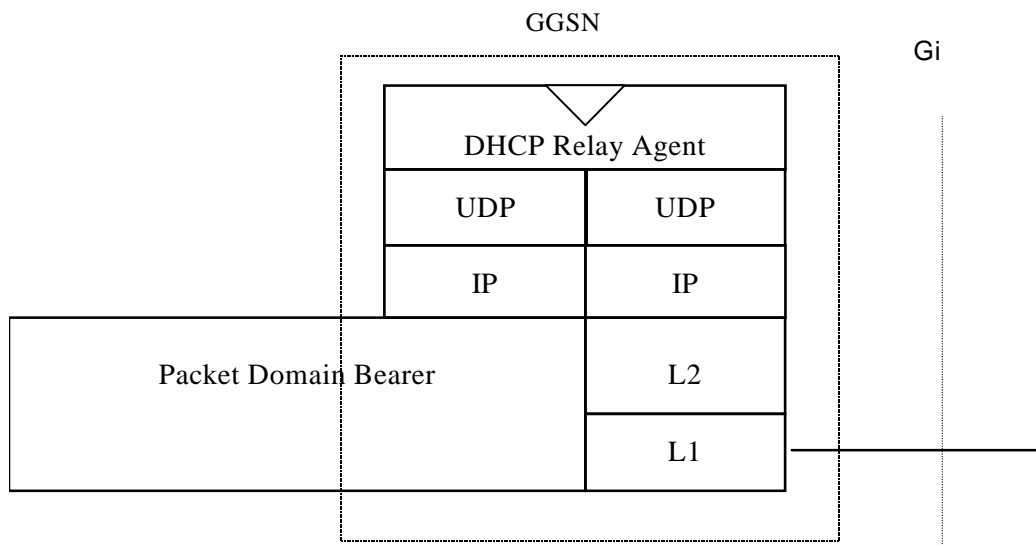 GGSN
Gi
DHCP Relay Agent
UDP
UDP
IP
IP
Packet Domain Bearer
L2
L1